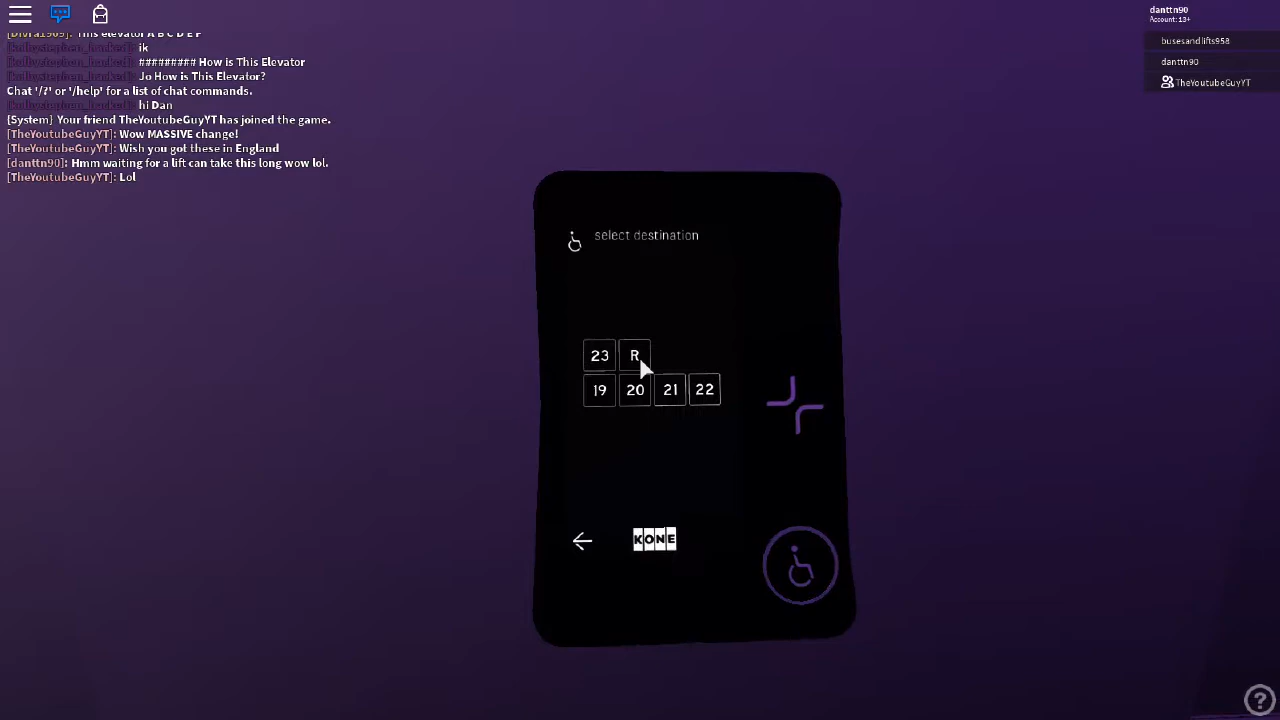 [Divra1969]: This elevator A B C D E F
ik
######### How is This Elevator
Jo How is This Elevator?
Chat '/?' or '/help' for a list of chat commands.
hi Dan
[System] Your friend TheYoutubeGuyYT has joined the game.
[TheYoutubeGuyYT]: Wow MASSIVE change!
[TheYoutubeGuyYT]: Wish you got these in England
[danttn90]: Hmm waiting for a lift can take this long wow lol.
[TheYoutubeGuyYT]: Lol
danttn90
Account: 13+
busesandlifts958
danttn90
TheYoutubeGuyYT
select destination
23 R
19 20 21 22
KONE
?